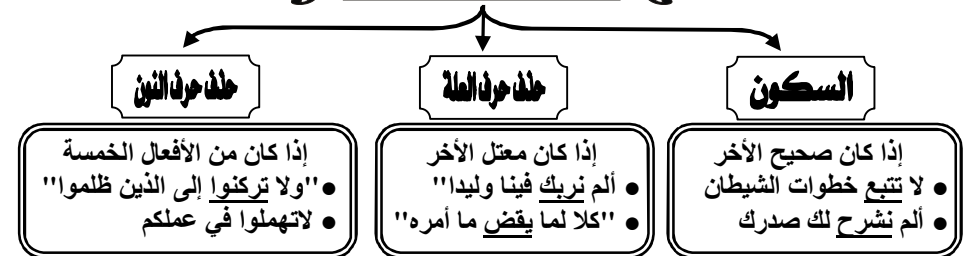 السكون
إذا كان صحيح الأخر
• لا تتبع خطوات الشيطان
• ألم نشرح لك صدرك
حذف حرف العلة
إذا كان معتل الأخر
• ألم نربك فينا وليدا"
• "كلا لما يقض ما أمره"
حذف حرف النون
إذا كان من الأفعال الخمسة
• "ولا تركنوا إلى الذين ظلموا"
• لاتهملوا في عملكم